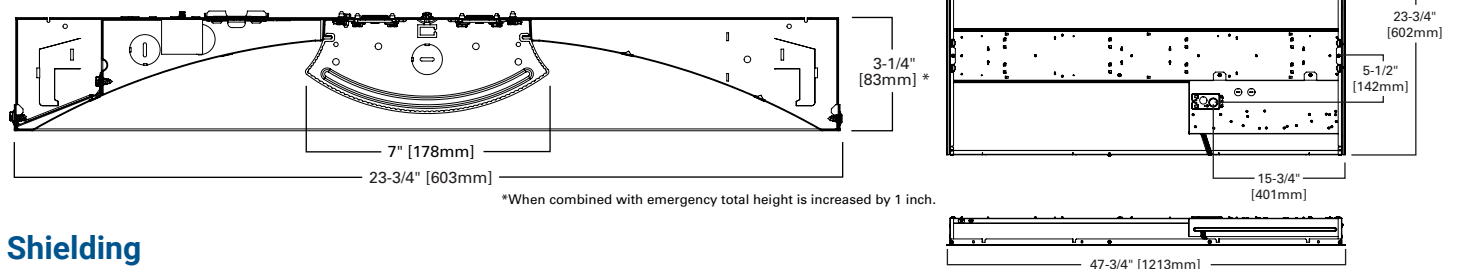 3-1/4"
[83mm] *
7" [178mm]
23-3/4" [603mm]
*When combined with emergency total height is increased by 1 inch.
23-3/4"
[602mm]
5-1/2"
[142mm]
15-3/4"
[401mm]
47-3/4" [1213mm]
Shielding